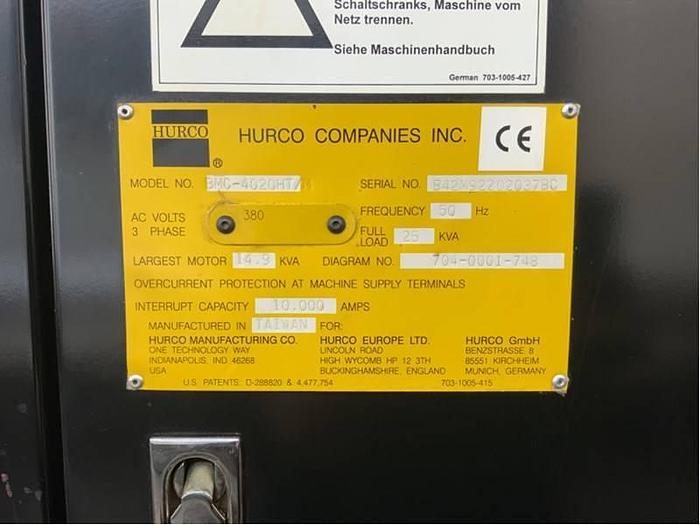 Schaltschranks, Maschine vom
Netz trennen.
Siehe Maschinenhandbuch
German 703-1005-427
HURCO
®
HURCO COMPANIES INC.
CE
MODEL NO. BMC-4020HT/M
SERIAL NO.
AC VOLTS
3 PHASE
380
FREQUENCY 50 Hz
FULL
LOAD 25 KVA
LARGEST MOTOR 14.9 KVA
DIAGRAM NO. 704-0001-748
OVERCURRENT PROTECTION AT MACHINE SUPPLY TERMINALS
INTERRUPT CAPACITY 10.000 AMPS
MANUFACTURED IN TAIWAN FOR:
HURCO MANUFACTURING CO.
ONE TECHNOLOGY WAY
INDIANAPOLIS, IND 46268
USA
HURCO EUROPE LTD.
LINCOLN ROAD
HIGH WYCOMB HP 12 3TH
BUCKINGHAMSHIRE, ENGLAND
HURCO GmbH
BENZSTRASSE 8
85551 KIRCHHEIM
MUNICH, GERMANY
U.S. PATENTS: D-288820 & 4,477,754
703-1005-415